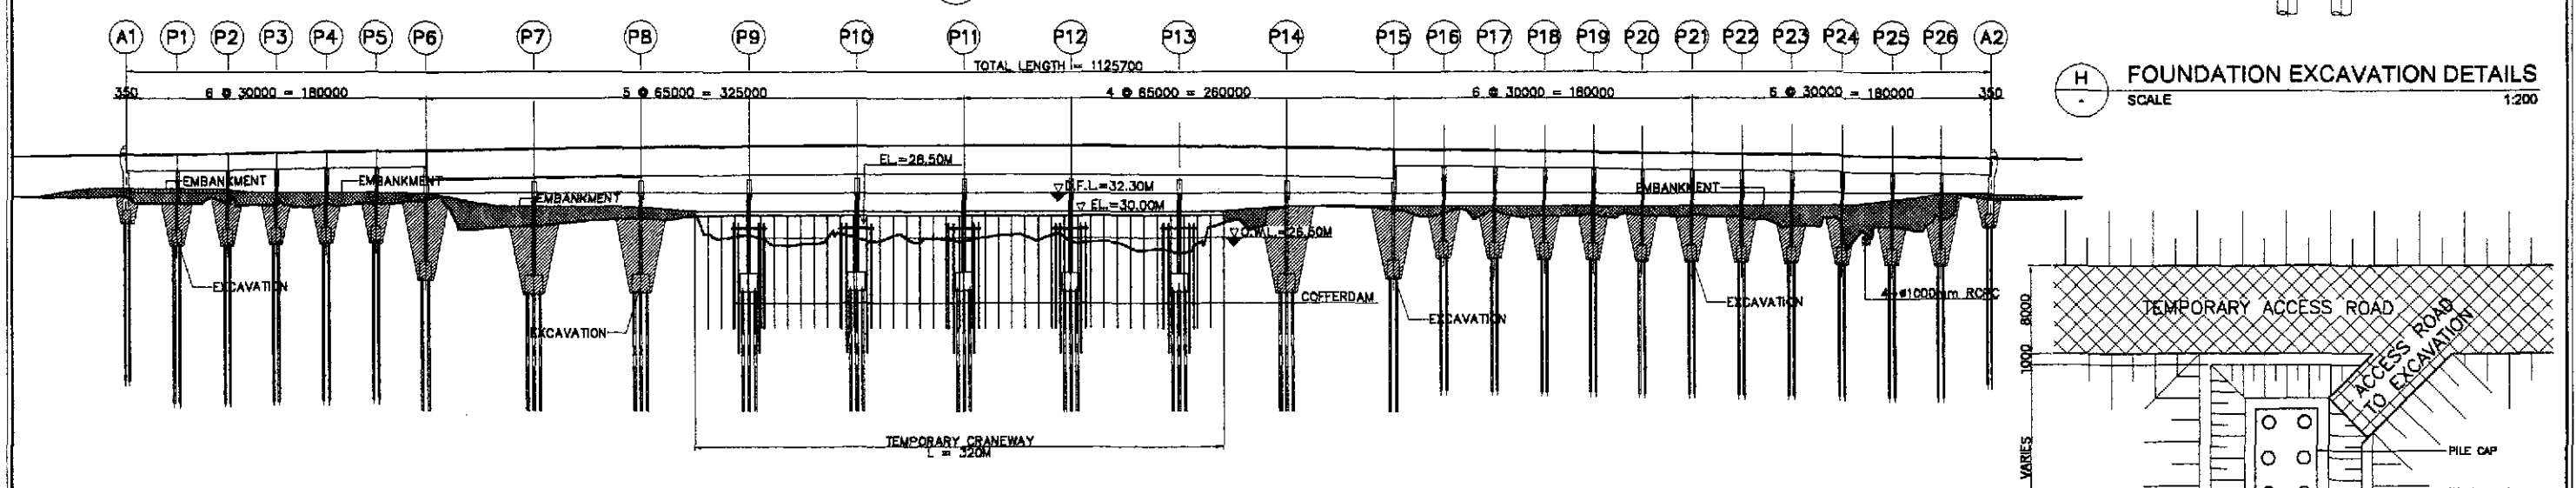 A1 P1 P2 P3 P4 P5 P6 P7 P8 P9 P10 P11 P12 P13 P14 P15 P16 P17 P18 P19 P20 P21 P22 P23 P24 P25 P26 A2
TOTAL LENGTH = 1125700
350 6 @ 30000 = 180000 5 @ 65000 = 325000 4 @ 65000 = 260000 6 @ 30000 = 180000 6 @ 30000 = 180000 350
H FOUNDATION EXCAVATION DETAILS
- SCALE 1:200
EL.=28.50M
EMBANKMENT EMBANKMENT
EMBANKMENT
D.F.L.=32.30M
EL.=30.00M
EMBANKMENT
O.W.L.=26.50M
EXCAVATION
EXCAVATION
COFFERDAM
EXCAVATION
EXCAVATION
4-ø1000mm RCPC
TEMPORARY CRANEWAY
L = 320M
TEMPORARY ACCESS ROAD
ACCESS ROAD
TO EXCAVATION
8000
1000
VARIES
PILE CAP